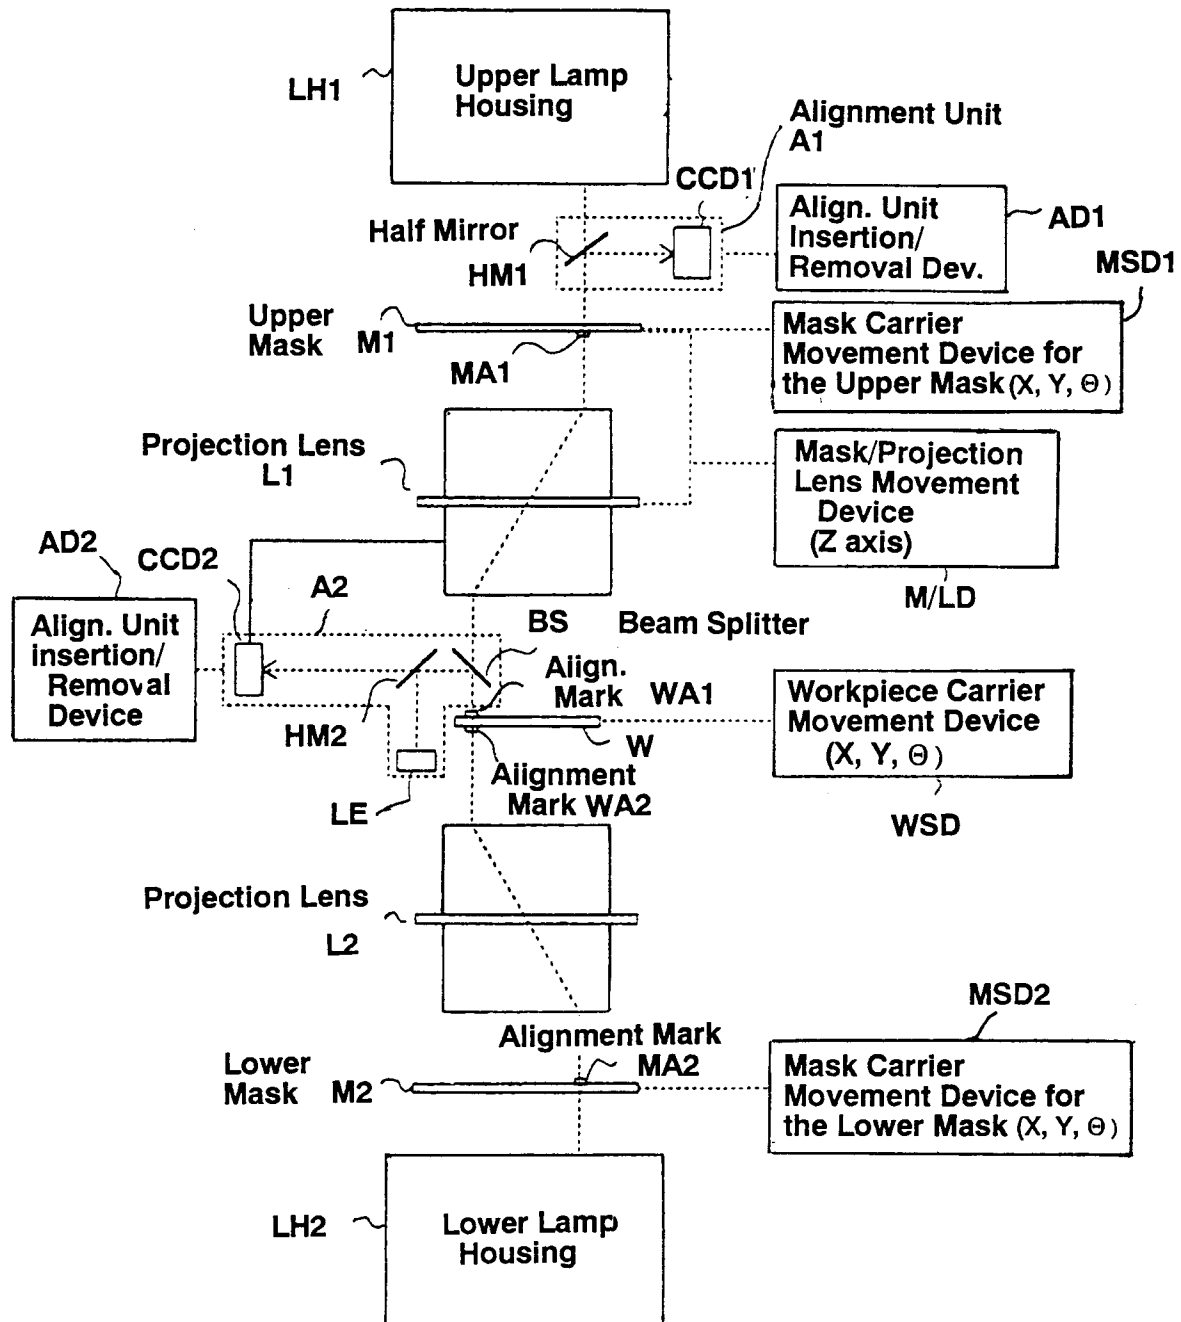 LH1
Upper Lamp
Housing
Alignment Unit
A1
CCD1
Half Mirror
HM1
Align. Unit
Insertion/
Removal Dev.
AD1
MSD1
Upper
Mask M1
MA1
Mask Carrier
Movement Device for
the Upper Mask (X, Y, Θ)
Projection Lens
L1
Mask/Projection
Lens Movement
Device
(Z axis)
M/LD
AD2
CCD2
A2
BS Beam Splitter
Align. Unit
insertion/
Removal
Device
Aiign.
Mark WA1
HM2
W
Workpiece Carrier
Movement Device
(X, Y, Θ)
WSD
LE
Aiignment
Mark WA2
Projection Lens
L2
MSD2
Alignment Mark
MA2
Lower
Mask M2
Mask Carrier
Movement Device for
the Lower Mask (X, Y, Θ)
LH2
Lower Lamp
Housing